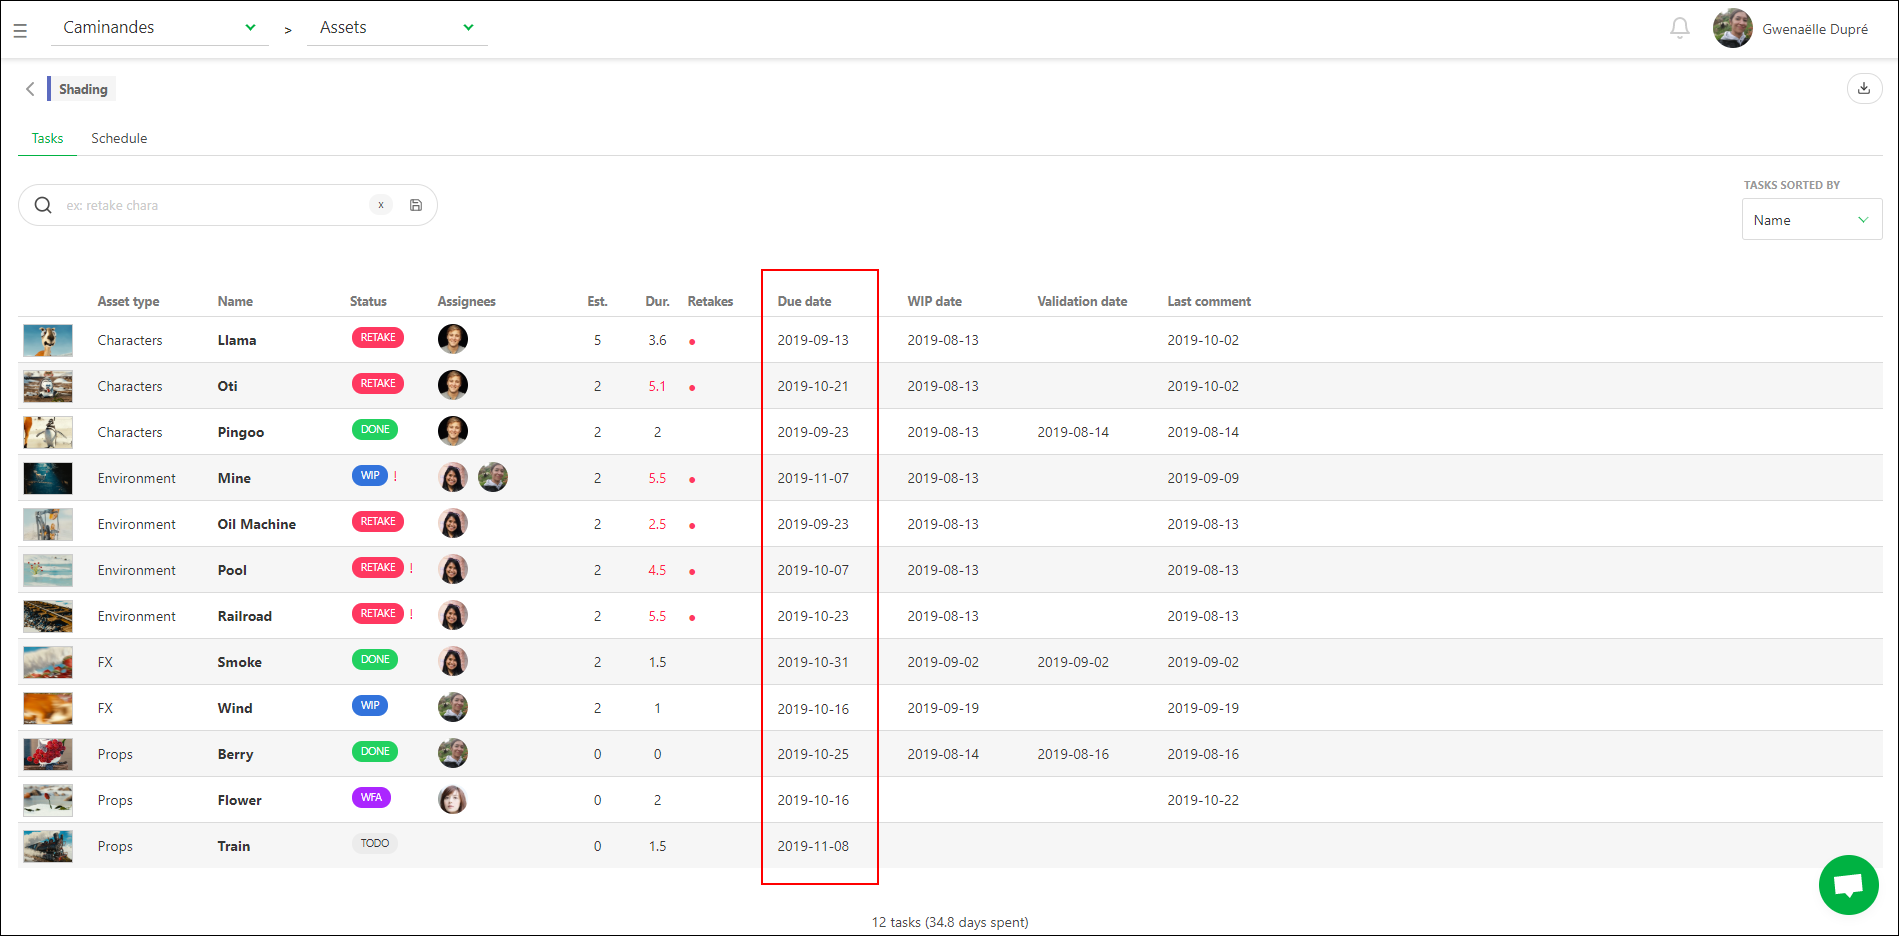 Caminandes > Assets Gwenaëlle Dupré
Shading
Tasks Schedule
TASKS SORTED BY
ex: retake chara x Name
Asset type Name Status Assignees Est. Dur. Retakes Due date WIP date Validation date Last comment
Characters Llama RETAKE 5 3.6 2019-09-13 2019-08-13 2019-10-02
Characters Oti RETAKE 2 5.1 2019-10-21 2019-08-13 2019-10-02
Characters Pingoo DONE 2 2 2019-09-23 2019-08-13 2019-08-14 2019-08-14
Environment Mine WIP ! 2 5.5 2019-11-07 2019-08-13 2019-09-09
Environment Oil Machine RETAKE 2 2.5 2019-09-23 2019-08-13 2019-08-13
Environment Pool RETAKE ! 2 4.5 2019-10-07 2019-08-13 2019-08-13
Environment Railroad RETAKE ! 2 5.5 2019-10-23 2019-08-13 2019-08-13
FX Smoke DONE 2 1.5 2019-10-31 2019-09-02 2019-09-02 2019-09-02
FX Wind WIP 2 1 2019-10-16 2019-09-19 2019-09-19
Props Berry DONE 0 0 2019-10-25 2019-08-14 2019-08-16 2019-08-16
Props Flower WFA 0 2 2019-10-16 2019-10-22
Props Train TODO 0 1.5 2019-11-08
12 tasks (34.8 days spent)